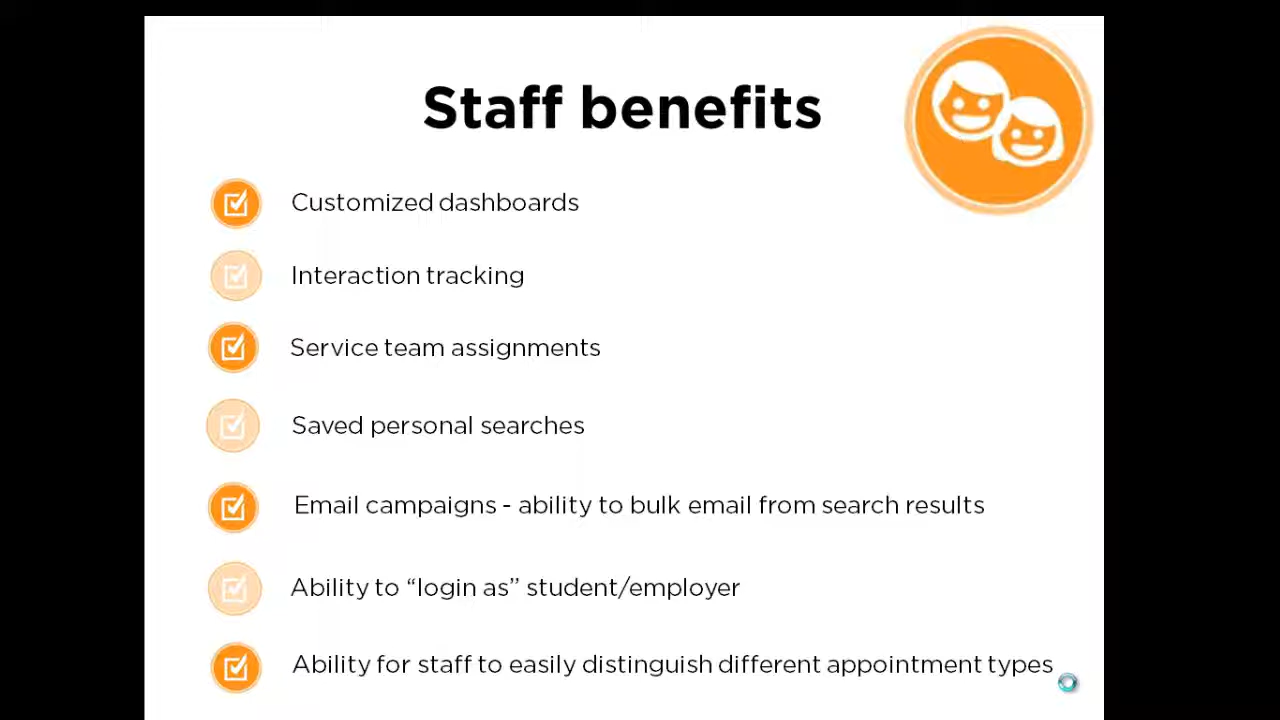 Staff benefits
Customized dashboards
Interaction tracking
Service team assignments
Saved personal searches
Email campaigns - ability to bulk email from search results
Ability to “login as” student/employer
Ability for staff to easily distinguish different appointment types